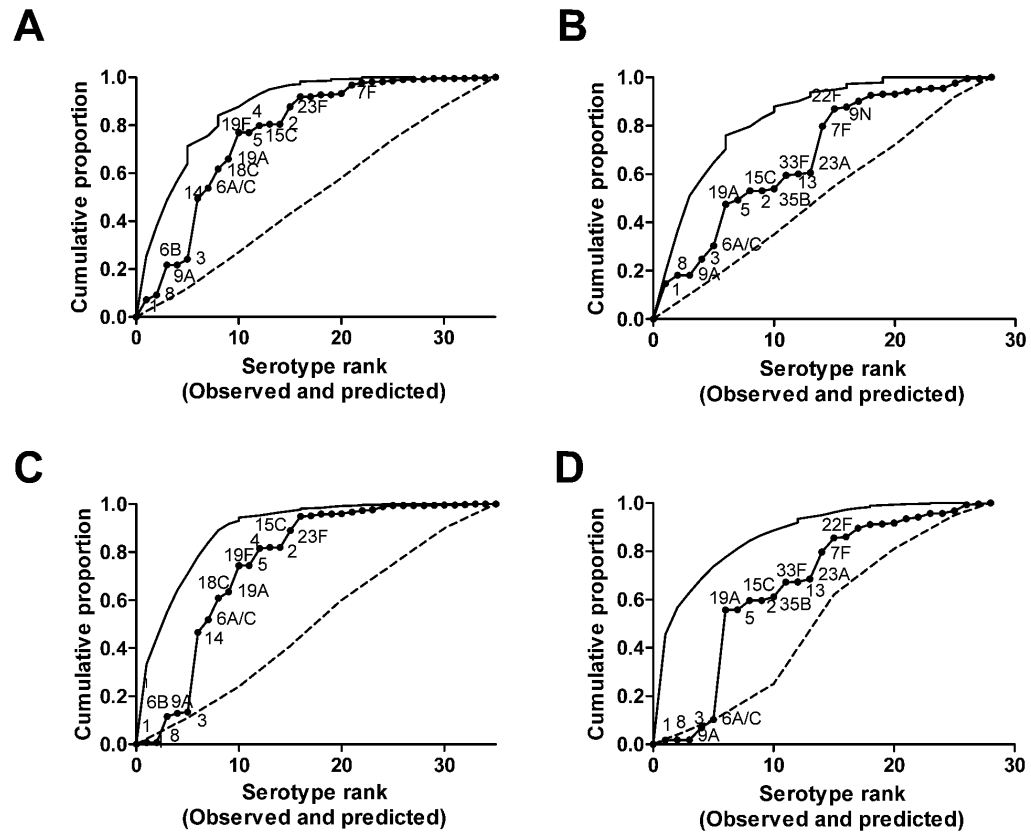 A
Cumulative proportion
1.0
0.8
0.6
0.4
0.2
0.0
0 10 20 30
1
8
6B
9A
3
14
6A/C
18C
19A
19F
5
4
15C
2
23F
7F
Serotype rank
(Observed and predicted)
B
Cumulative proportion
1.0
0.8
0.6
0.4
0.2
0.0
0 10 20 30
1
8
9A
3
6A/C
19A
5
15C
2
35B
33F
13
23A
7F
22F
9N
Serotype rank
(Observed and predicted)
C
Cumulative proportion
1.0
0.8
0.6
0.4
0.2
0.0
0 10 20 30
1
8
6B
9A
3
14
6A/C
18C
19A
19F
5
4
15C
2
23F
Serotype rank
(Observed and predicted)
D
Cumulative proportion
1.0
0.8
0.6
0.4
0.2
0.0
0 10 20 30
1
8
9A
3
6A/C
19A
5
15C
2
35B
33F
13
23A
7F
22F
Serotype rank
(Observed and predicted)